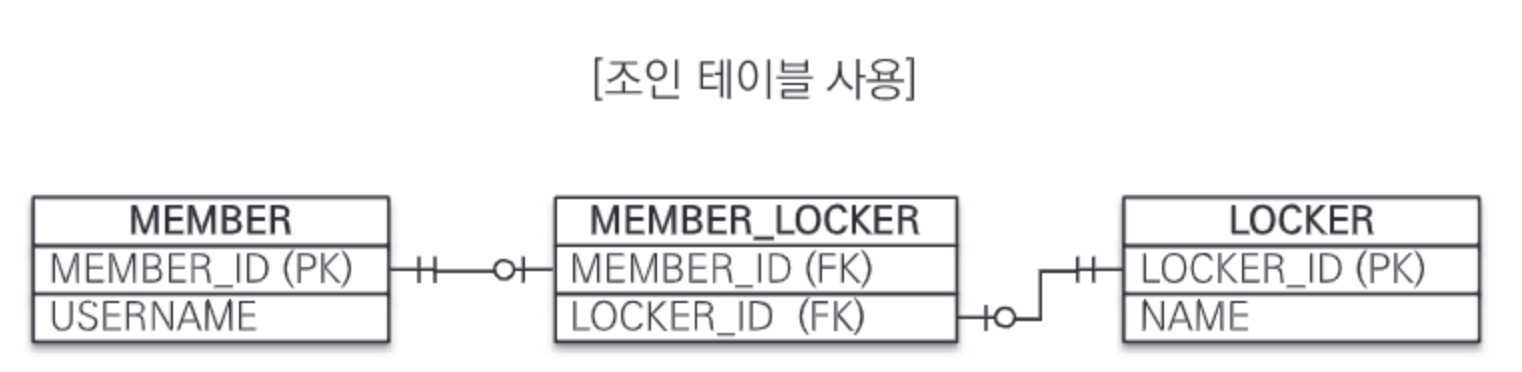 [조인 테이블 사용]
MEMBER
MEMBER_ID (PK)
USERNAME
MEMBER_LOCKER
MEMBER_ID (FK)
LOCKER_ID (FK)
LOCKER
LOCKER_ID (PK)
NAME